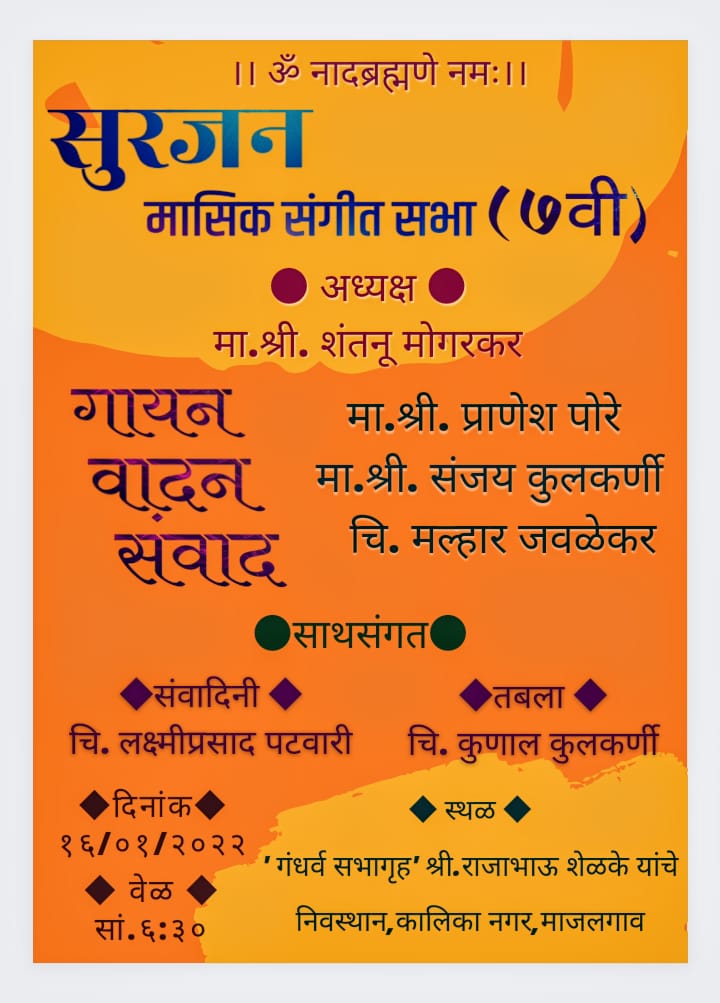 ।। ॐ नादब्रह्मणे नमः।।
सुरजन
मासिक संगीत सभा (७वी)
● अध्यक्ष ●
मा.श्री. शंतनू मोगरकर
गायन
वादन
संवाद
मा.श्री. प्राणेश पोरे
मा.श्री. संजय कुलकर्णी
चि. मल्हार जवळेकर
●साथसंगत●
◆संवादिनी ◆
चि. लक्ष्मीप्रसाद पटवारी
◆तबला ◆
चि. कुणाल कुलकर्णी
◆दिनांक◆
१६/०१/२०२२
◆ वेळ ◆
सां.६:३०
◆ स्थळ ◆
'गंधर्व सभागृह' श्री.राजाभाऊ शेळके यांचे
निवस्थान,कालिका नगर,माजलगाव